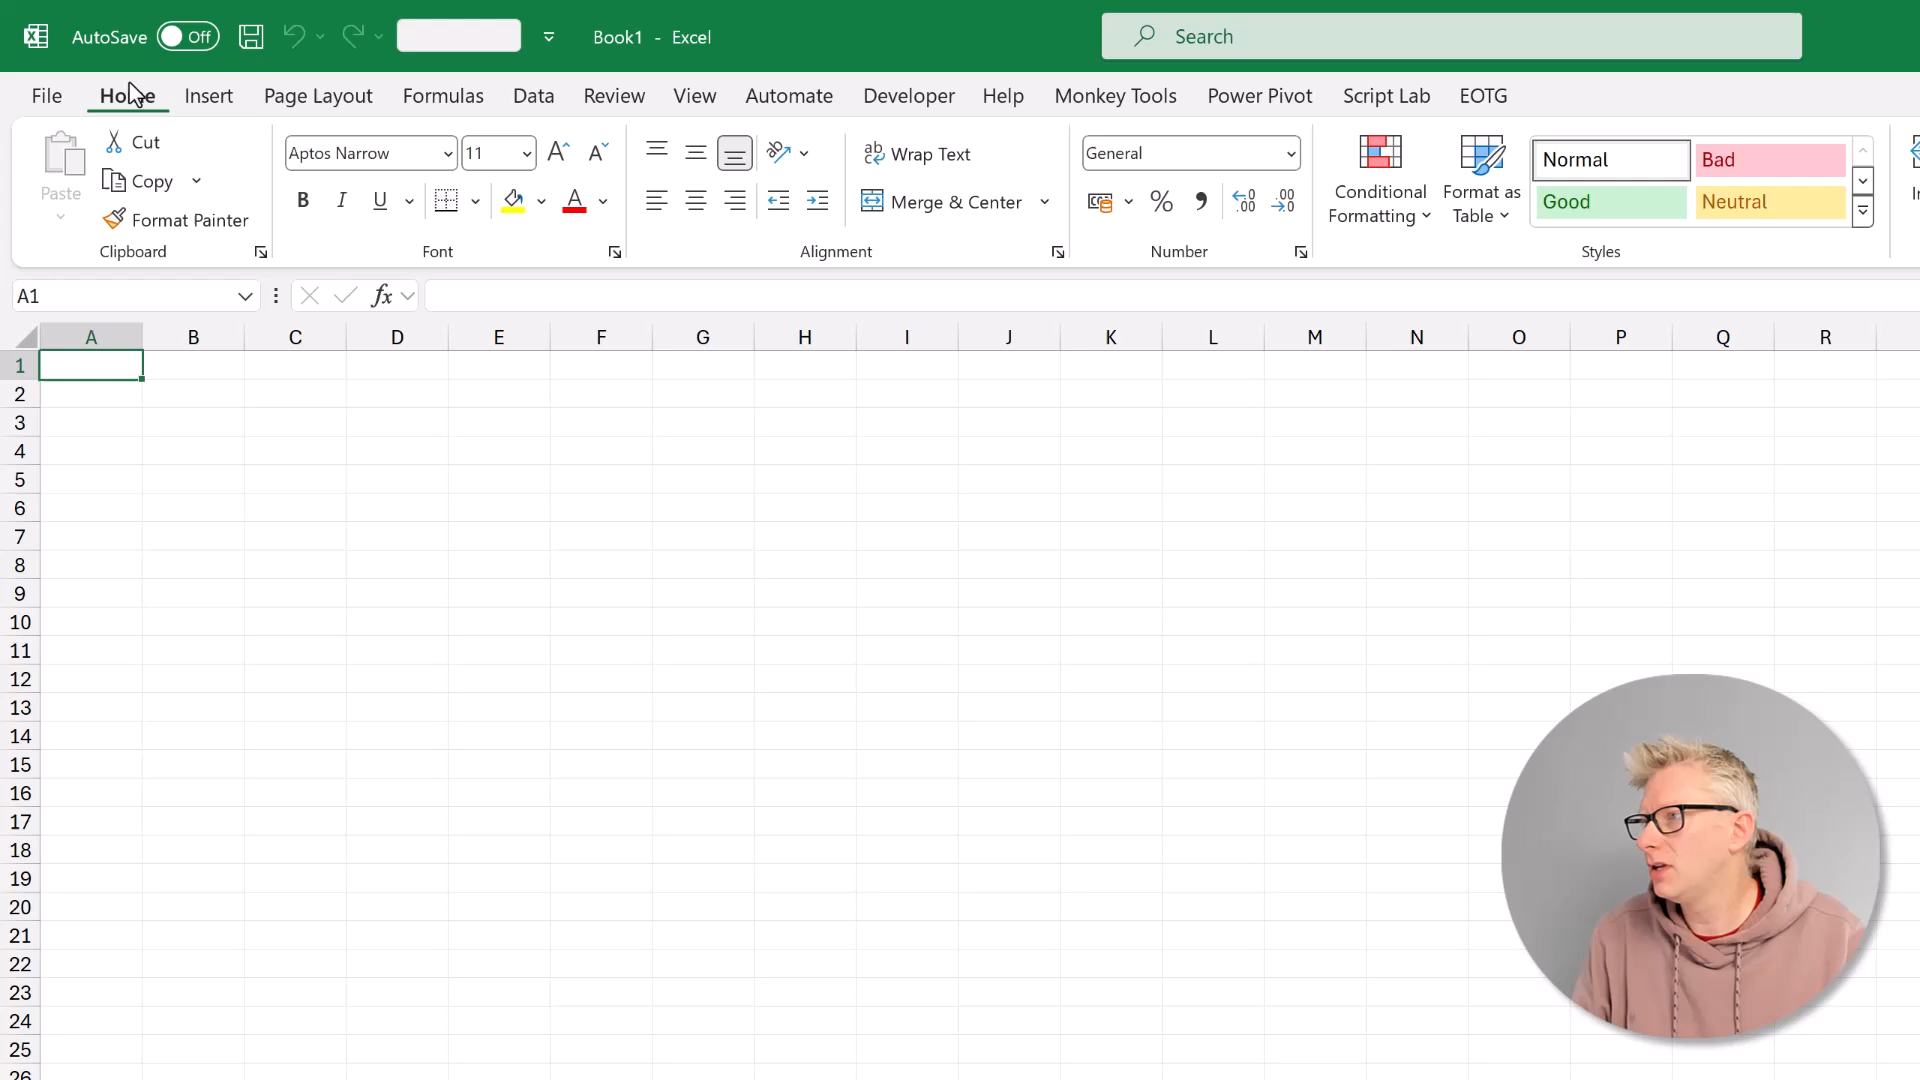 AutoSave Off Book1 - Excel Search
File Home Insert Page Layout Formulas Data Review View Automate Developer Help Monkey Tools Power Pivot Script Lab EOTG
Paste
Cut
Copy
Format Painter
Clipboard
Aptos Narrow 11
B I U
Font
Wrap Text
Merge & Center
Alignment
General
Number
Conditional
Formatting
Format as
Table
Normal Bad
Good Neutral
Styles
A1 fx
A B C D E F G H I J K L M N O P Q R
1
2
3
4
5
6
7
8
9
10
11
12
13
14
15
16
17
18
19
20
21
22
23
24
25
26